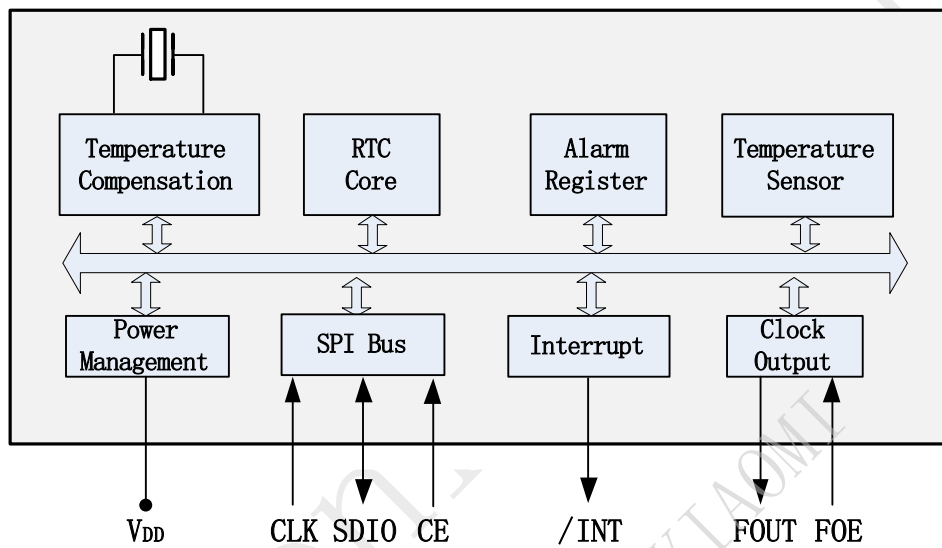 Temperature
Compensation
RTC
Core
Alarm
Register
Temperature
Sensor
Power
Management
SPI Bus
Interrupt
Clock
Output
VDD
CLK SDIO CE
/INT
FOUT FOE